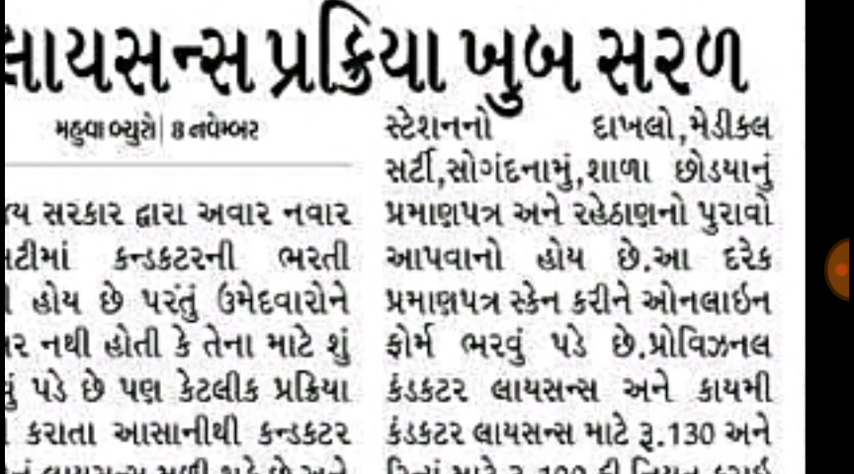 લાયસન્સ પ્રક્રિયા ખુબ સરળ
મહુવા બ્યુરો| 8 નવેમ્બર
સરકાર દ્વારા અવાર નવાર
કન્ડકટરની ભરતી
હોય છે પરંતુ ઉમેદવારોને
નથી હોતી કે તેના માટે શું
પડે છે પણ કેટલીક પ્રક્રિયા
કરાતા આસાનીથી કન્ડકટર
સ્ટેશનનો દાખલો,મેડીકલ
સર્ટી,સોગંદનામું,શાળા છોડયાનું
પ્રમાણપત્ર અને રહેઠાણનો પુરાવો
આપવાનો હોય છે.આ દરેક
પ્રમાણપત્ર સ્કેન કરીને ઓનલાઇન
ફોર્મ ભરવું પડે છે.પ્રોવિઝનલ
કંડકટર લાયસન્સ અને કાયમી
કંડકટર લાયસન્સ માટે રૂ.130 અને